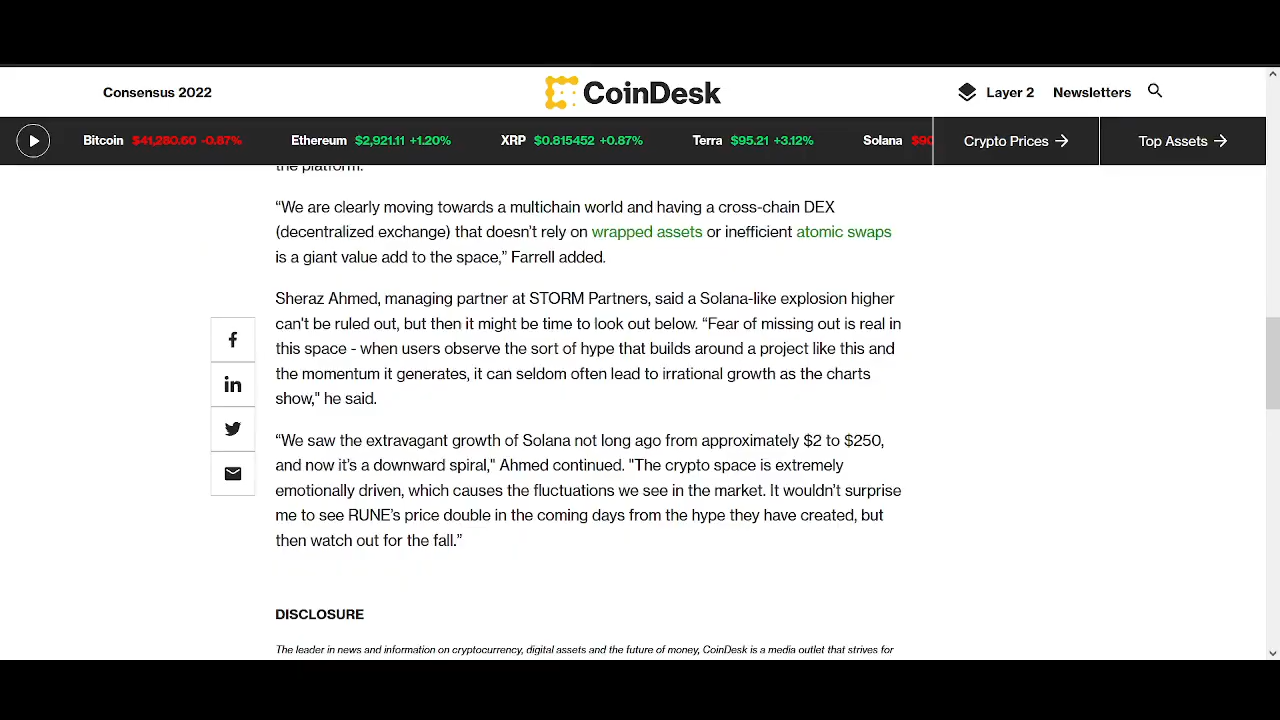 Consensus 2022
CoinDesk
Layer 2 Newsletters
Bitcoin $41,280.60 -0.87% Ethereum $2,921.11 +1.20% XRP $0.815452 +0.87% Terra $95.21 +3.12% Solana $90 Crypto Prices → Top Assets →
the platform.
“We are clearly moving towards a multichain world and having a cross-chain DEX
(decentralized exchange) that doesn’t rely on wrapped assets or inefficient atomic swaps
is a giant value add to the space,” Farrell added.
Sheraz Ahmed, managing partner at STORM Partners, said a Solana-like explosion higher
can't be ruled out, but then it might be time to look out below. “Fear of missing out is real in
this space - when users observe the sort of hype that builds around a project like this and
the momentum it generates, it can seldom often lead to irrational growth as the charts
show," he said.
“We saw the extravagant growth of Solana not long ago from approximately $2 to $250,
and now it’s a downward spiral," Ahmed continued. "The crypto space is extremely
emotionally driven, which causes the fluctuations we see in the market. It wouldn’t surprise
me to see RUNE’s price double in the coming days from the hype they have created, but
then watch out for the fall.”
DISCLOSURE
The leader in news and information on cryptocurrency, digital assets and the future of money, CoinDesk is a media outlet that strives for